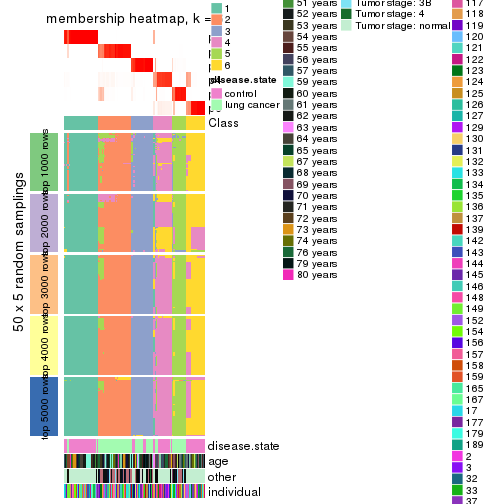 membership heatmap, k =
1
2
3
4
5
6
disease.state
control
lung cancer
Class
50 x 5 random samplings
top 1000 rows
top 2000 rows
top 3000 rows
top 4000 rows
top 5000 rows
disease.state
age
other
individual
51 years
52 years
53 years
54 years
55 years
56 years
57 years
59 years
60 years
61 years
62 years
63 years
64 years
65 years
67 years
68 years
69 years
70 years
71 years
72 years
73 years
74 years
76 years
79 years
80 years
Tumor stage: 3B
Tumor stage: 4
Tumor stage: normal
117
118
119
120
121
122
123
124
125
126
127
129
130
131
132
133
134
135
136
137
139
142
143
144
145
146
148
149
152
154
156
157
158
159
165
167
17
177
179
189
2
3
32
33
37